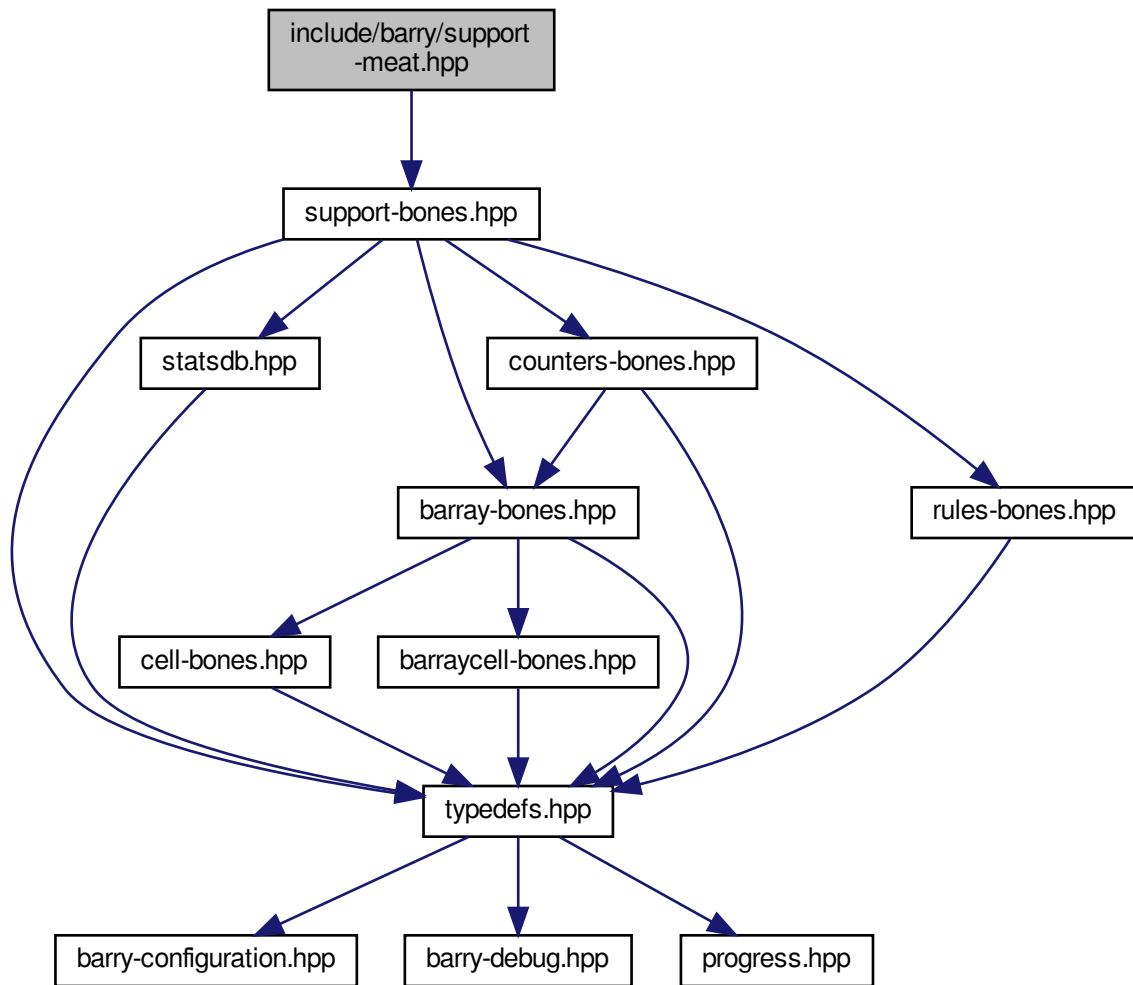 include/barry/support
-meat.hpp
support-bones.hpp
statsdb.hpp
counters-bones.hpp
barray-bones.hpp
rules-bones.hpp
cell-bones.hpp
barraycell-bones.hpp
typedefs.hpp
barry-configuration.hpp
barry-debug.hpp
progress.hpp